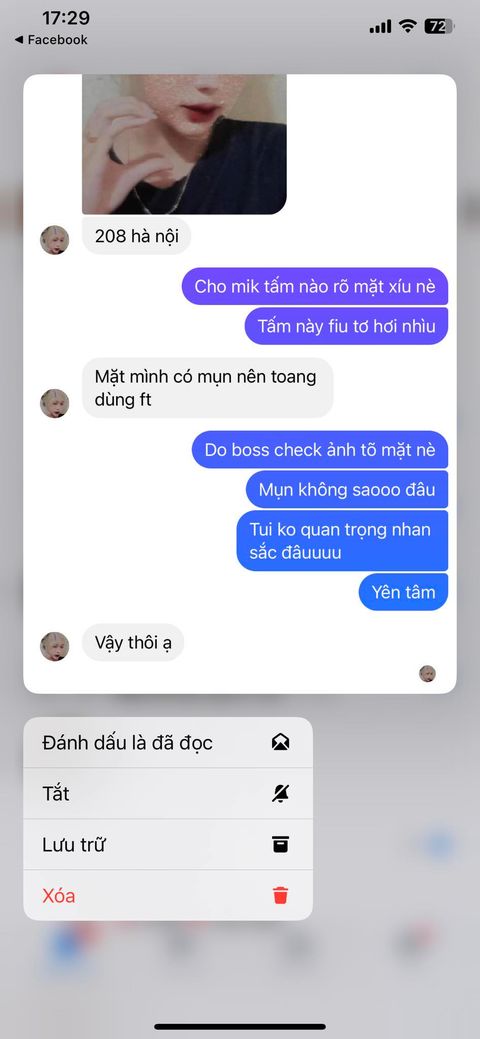 17:29
72
◀ Facebook
208 hà nội
Cho mik tấm nào rõ mặt xíu nè
Tấm này fiu tơ hơi nhìu
Mặt mình có mụn nên toang
dùng ft
Do boss check ảnh tõ mặt nè
Mụn không saooo đâu
Tui ko quan trọng nhan
sắc đâuuuu
Yên tâm
Vậy thôi ạ
Đánh dấu là đã đọc
Tắt
Lưu trữ
Xóa